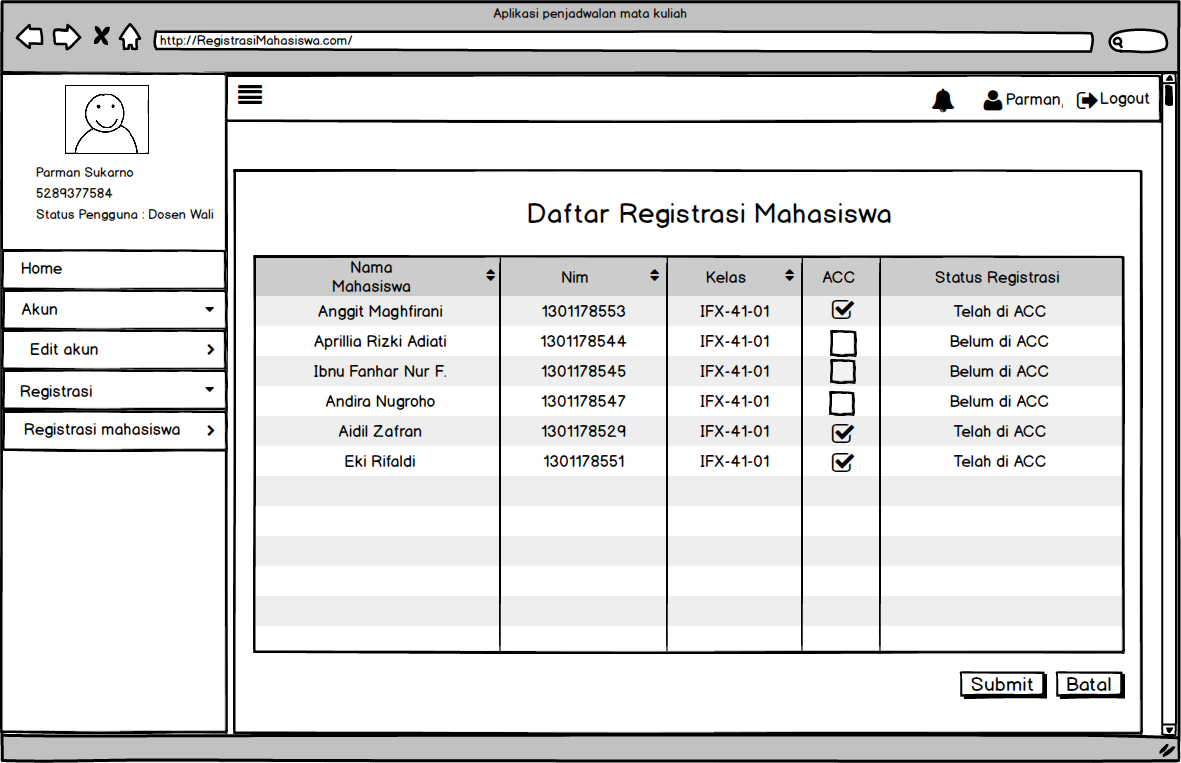 Aplikasi penjadwalan mata kuliah
http://RegistrasiMahasiswa.com/
Parman, Logout
Parman Sukarno
5289377584
Status Pengguna : Dosen Wali
Home
Akun
Edit akun
Registrasi
Registrasi mahasiswa
Daftar Registrasi Mahasiswa
Nama Mahasiswa Nim Kelas ACC Status Registrasi
Anggit Maghfirani 1301178553 IFX-41-01 Telah di ACC
Aprillia Rizki Adiati 1301178544 IFX-41-01 Belum di ACC
Ibnu Fanhar Nur F. 1301178545 IFX-41-01 Belum di ACC
Andira Nugroho 1301178547 IFX-41-01 Belum di ACC
Aidil Zafran 1301178529 IFX-41-01 Telah di ACC
Eki Rifaldi 1301178551 IFX-41-01 Telah di ACC
Submit Batal